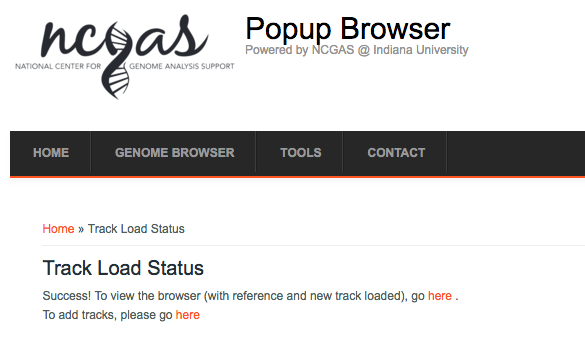 ncgas
NATIONAL CENTER FOR GENOME ANALYSIS SUPPORT
Popup Browser
Powered by NCGAS @ Indiana University
HOME GENOME BROWSER TOOLS CONTACT
Home » Track Load Status
Track Load Status
Success! To view the browser (with reference and new track loaded), go here .
To add tracks, please go here